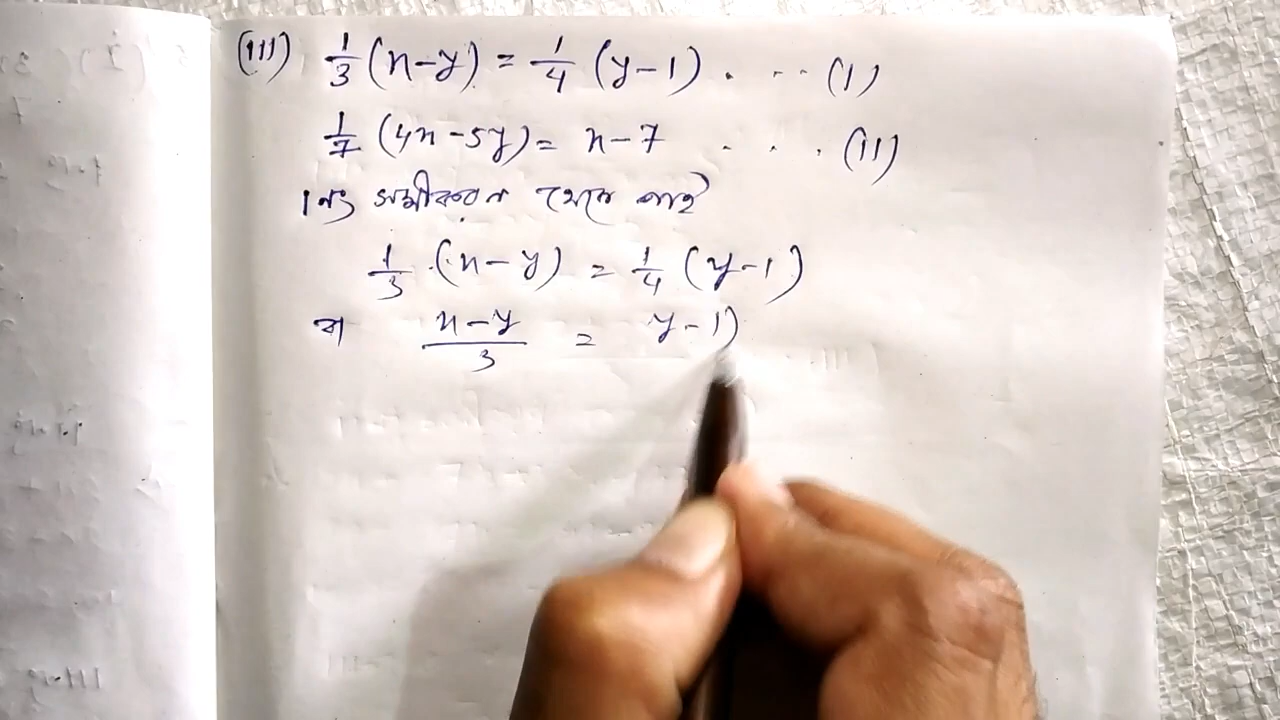 (iii) 1/3 (x-y) = 1/4 (y-1) . . . (i)
1/7 (4x-5y) = x-7 . . . (ii)
1নং সমীকরন থেকে পাই
1/3 (x-y) = 1/4 (y-1)
বা (x-y)/3 = y-1)